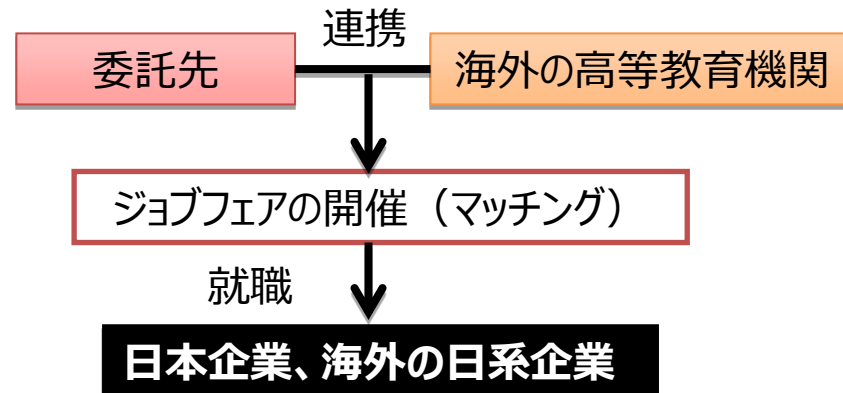 連携
委託先
海外の高等教育機関
ジョブフェアの開催（マッチング）
就職
日本企業、海外の日系企業